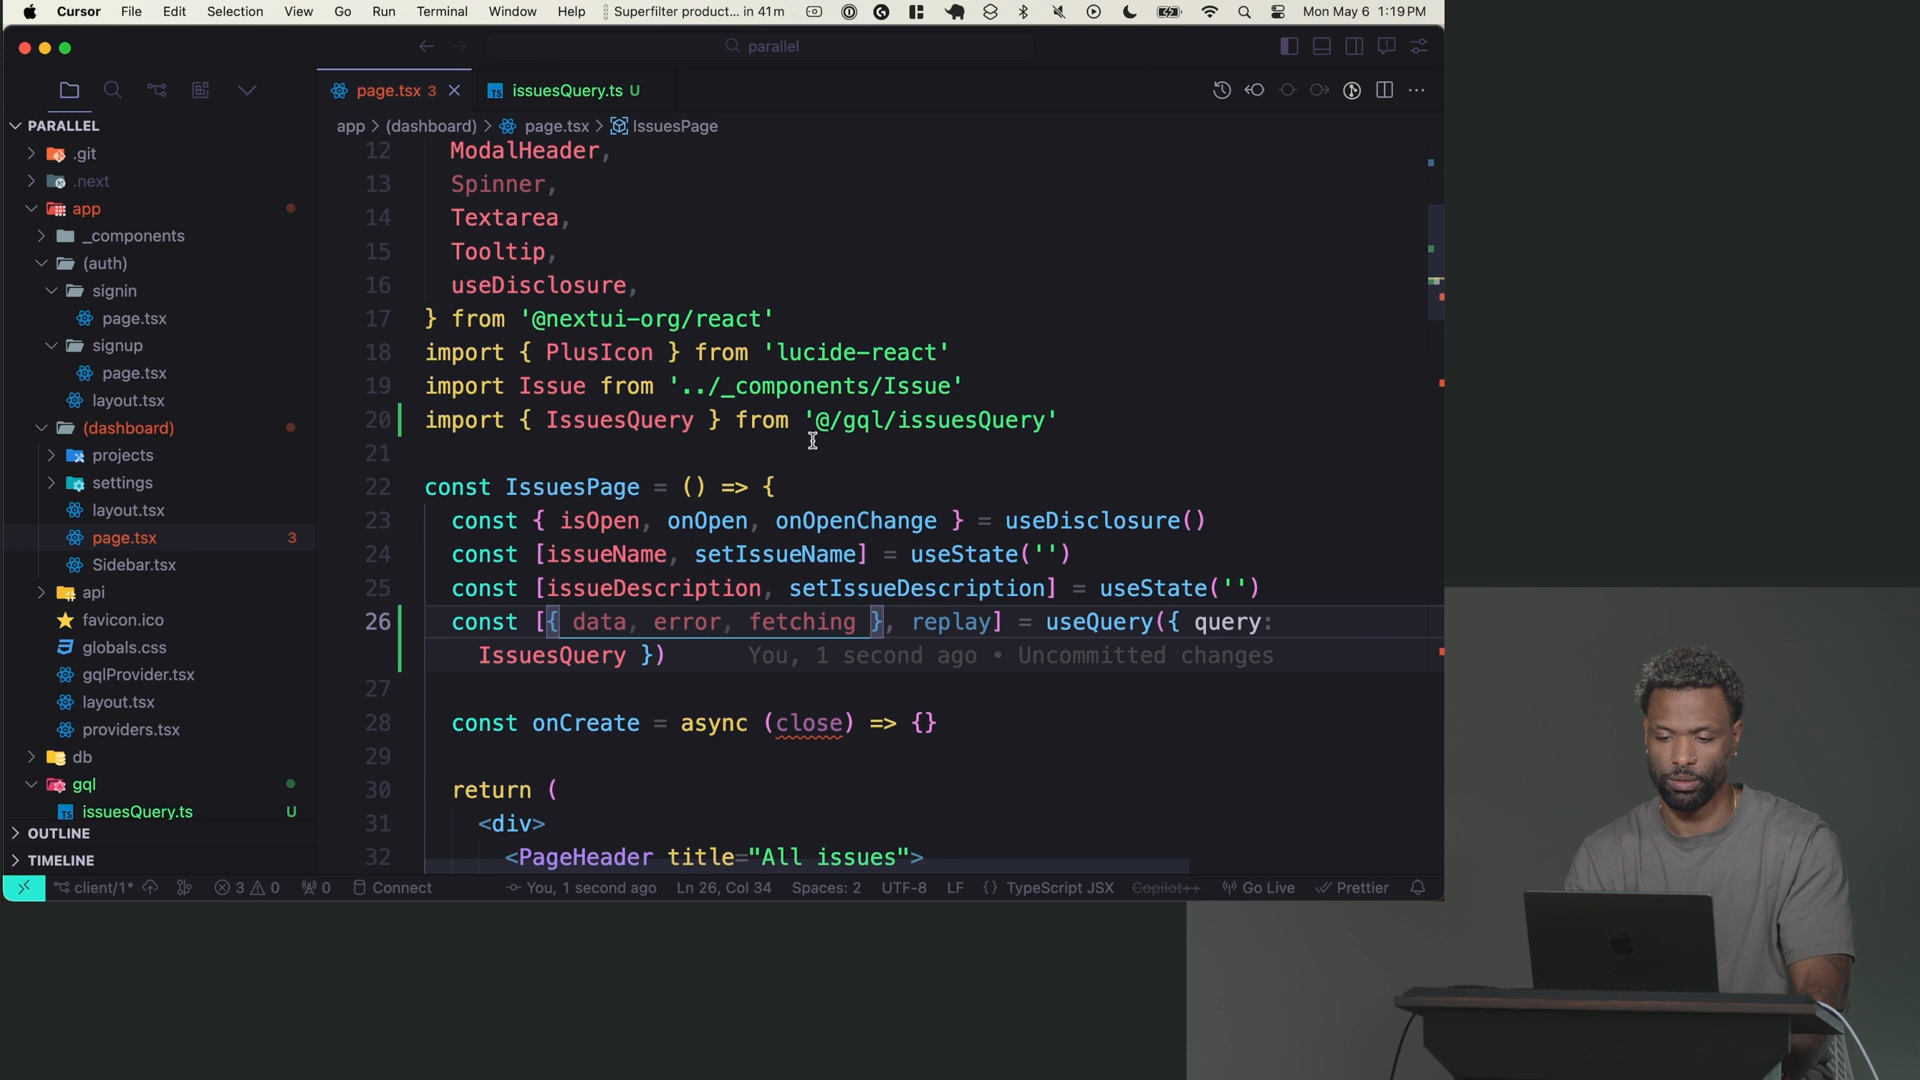 Cursor File Edit Selection View Go Run Terminal Window Help Superfilter product... in 41m Mon May 6 1:19 PM
parallel
page.tsx 3 issuesQuery.ts U
app > (dashboard) > page.tsx > IssuesPage
PARALLEL
.git
.next
app
_components
(auth)
signin
page.tsx
signup
page.tsx
layout.tsx
(dashboard)
projects
settings
layout.tsx
page.tsx 3
Sidebar.tsx
api
favicon.ico
globals.css
gqlProvider.tsx
layout.tsx
providers.tsx
db
gql
issuesQuery.ts U
OUTLINE
TIMELINE
12 ModalHeader,
13 Spinner,
14 Textarea,
15 Tooltip,
16 useDisclosure,
17 } from '@nextui-org/react'
18 import { PlusIcon } from 'lucide-react'
19 import Issue from '../_components/Issue'
20 import { IssuesQuery } from '@/gql/issuesQuery'
21
22 const IssuesPage = () => {
23 const { isOpen, onOpen, onOpenChange } = useDisclosure()
24 const [issueName, setIssueName] = useState('')
25 const [issueDescription, setIssueDescription] = useState('')
26 const [{ data, error, fetching }, replay] = useQuery({ query:
IssuesQuery }) You, 1 second ago • Uncommitted changes
27
28 const onCreate = async (close) => {}
29
30 return (
31 <div>
32 <PageHeader title="All issues">
client/1* 3 0 0 Connect You, 1 second ago Ln 26, Col 34 Spaces: 2 UTF-8 LF {} TypeScript JSX Copilot++ Go Live Prettier